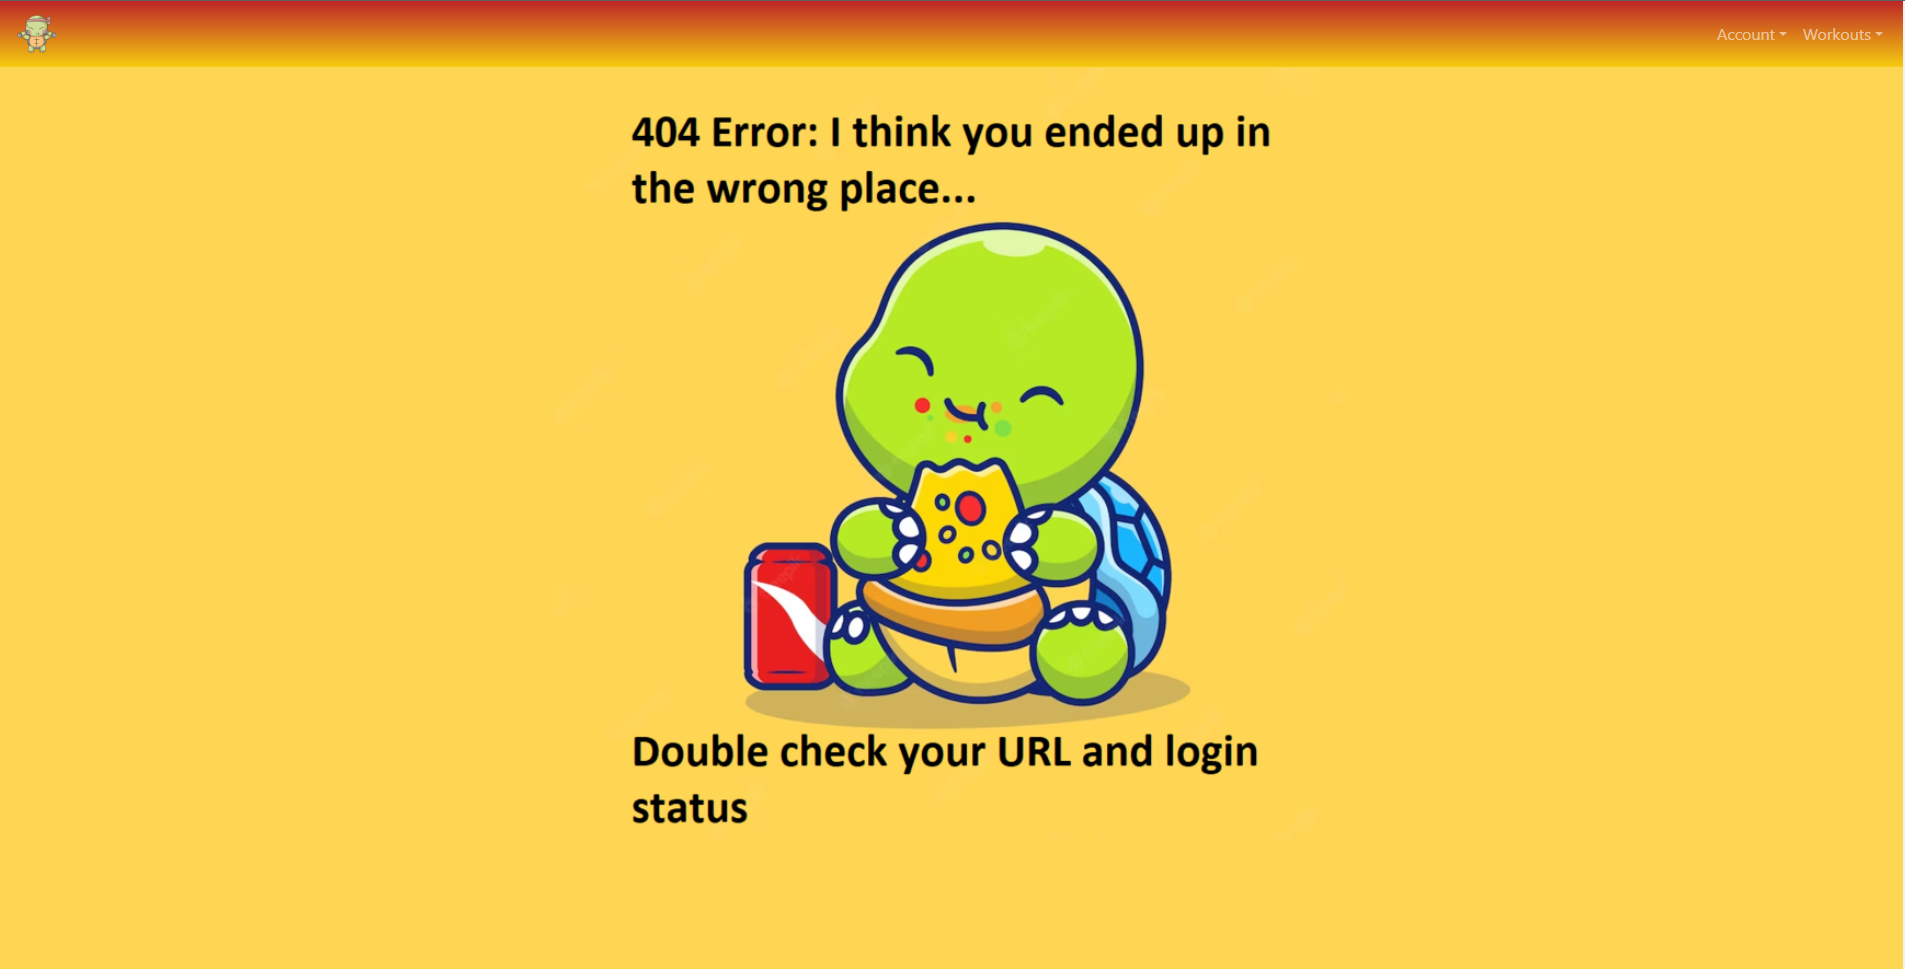 Account Workouts
404 Error: I think you ended up in
the wrong place...
Double check your URL and login
status